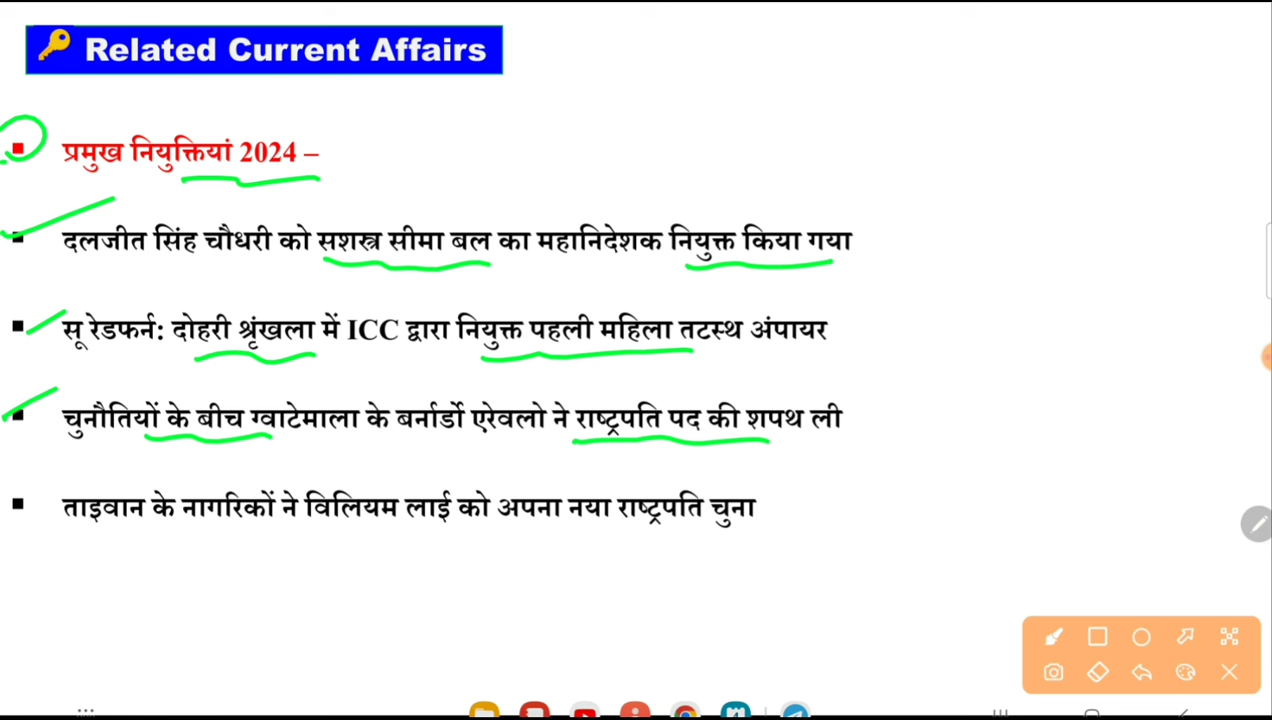 Related Current Affairs
प्रमुख नियुक्तियां 2024 –
दलजीत सिंह चौधरी को सशस्त्र सीमा बल का महानिदेशक नियुक्त किया गया
सू रेडफर्न: दोहरी श्रृंखला में ICC द्वारा नियुक्त पहली महिला तटस्थ अंपायर
चुनौतियों के बीच ग्वाटेमाला के बर्नार्डो एरेवलो ने राष्ट्रपति पद की शपथ ली
ताइवान के नागरिकों ने विलियम लाई को अपना नया राष्ट्रपति चुना